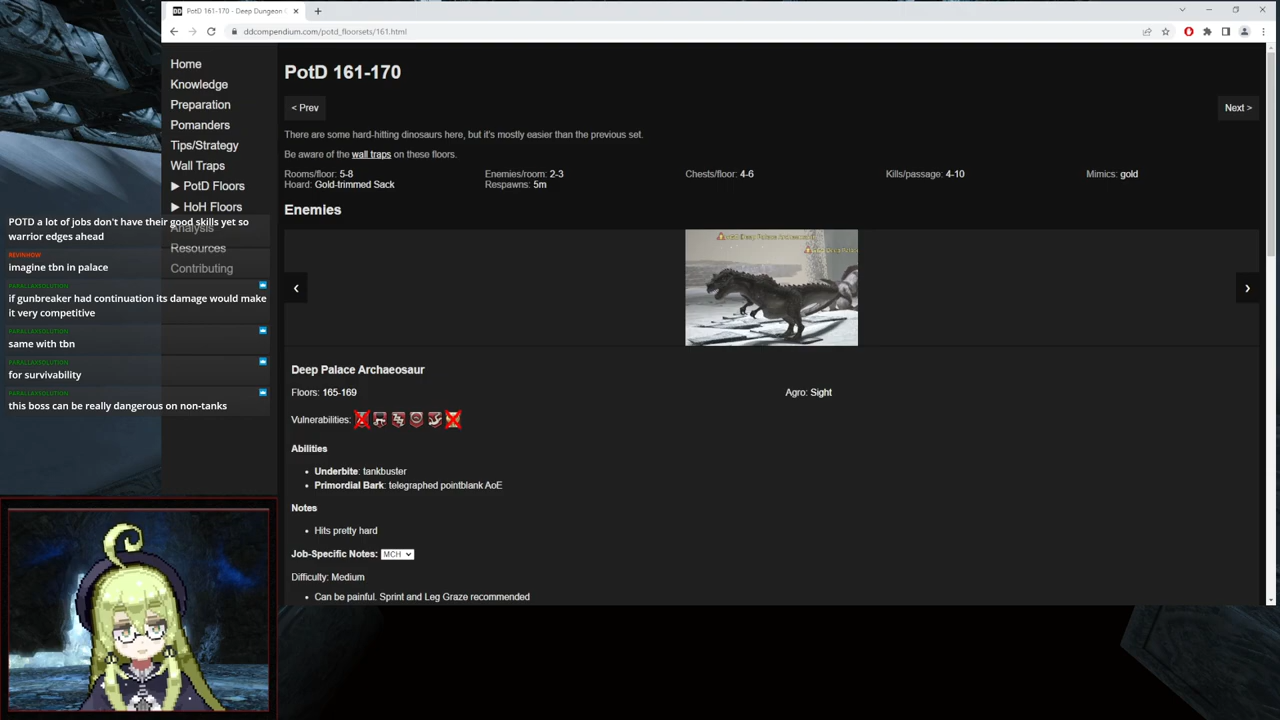 PotD 161-170 - Deep Dungeon
ddcompendium.com/potd_floorsets/161.html
Home
Knowledge
Preparation
Pomanders
Tips/Strategy
Wall Traps
▶ PotD Floors
▶ HoH Floors
Analysis
Resources
Contributing
POTD a lot of jobs don't have their good skills yet so
warrior edges ahead
REVINHOW
imagine tbn in palace
PARALLAXSOLUTION
if gunbreaker had continuation its damage would make
it very competitive
PARALLAXSOLUTION
same with tbn
PARALLAXSOLUTION
for survivability
PARALLAXSOLUTION
this boss can be really dangerous on non-tanks
PotD 161-170
< Prev
Next >
There are some hard-hitting dinosaurs here, but it's mostly easier than the previous set.
Be aware of the wall traps on these floors.
Rooms/floor: 5-8 Enemies/room: 2-3 Chests/floor: 4-6 Kills/passage: 4-10 Mimics: gold
Hoard: Gold-trimmed Sack Respawns: 5m
Enemies
Deep Palace Archaeosaur
Floors: 165-169 Agro: Sight
Vulnerabilities:
Abilities
• Underbite: tankbuster
• Primordial Bark: telegraphed pointblank AoE
Notes
• Hits pretty hard
Job-Specific Notes: MCH
Difficulty: Medium
• Can be painful. Sprint and Leg Graze recommended